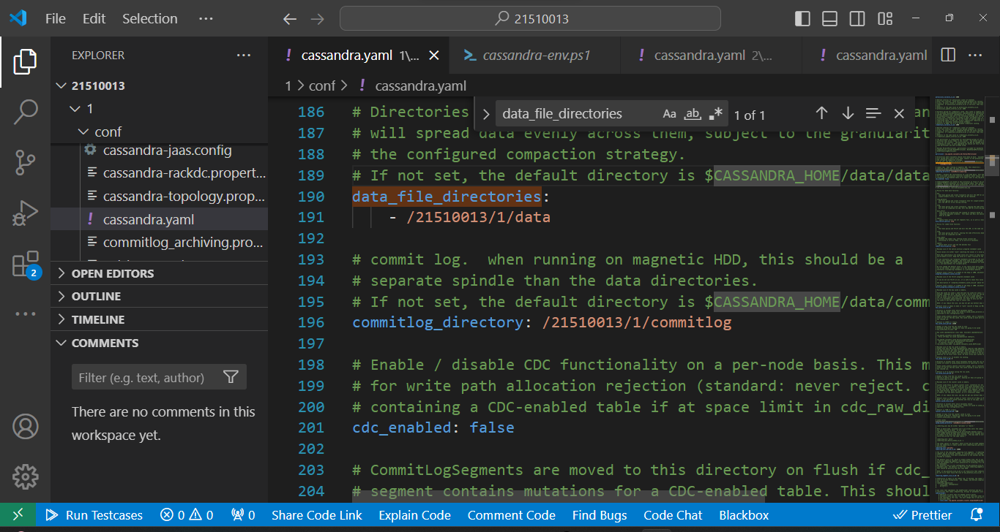 File Edit Selection ···
21510013
EXPLORER
21510013
1
conf
cassandra-jaas.config
cassandra-rackdc.propert...
cassandra-topology.prop...
! cassandra.yaml
commitlog_archiving.pro...
OPEN EDITORS
OUTLINE
TIMELINE
COMMENTS
Filter (e.g. text, author)
There are no comments in this
workspace yet.
2
! cassandra.yaml 1\...
cassandra-env.ps1
! cassandra.yaml 2\...
! cassandra.yaml
1 > conf > ! cassandra.yaml
data_file_directories Aa ab .* 1 of 1
186 # Directories
187 # will spread data evenly across them, subject to the granularit
188 # the configured compaction strategy.
189 # If not set, the default directory is $CASSANDRA_HOME/data/data
190 data_file_directories:
191 - /21510013/1/data
192
193 # commit log.  when running on magnetic HDD, this should be a
194 # separate spindle than the data directories.
195 # If not set, the default directory is $CASSANDRA_HOME/data/comm
196 commitlog_directory: /21510013/1/commitlog
197
198 # Enable / disable CDC functionality on a per-node basis. This m
199 # for write path allocation rejection (standard: never reject. c
200 # containing a CDC-enabled table if at space limit in cdc_raw_di
201 cdc_enabled: false
202
203 # CommitLogSegments are moved to this directory on flush if cdc_
204 # segment contains mutations for a CDC-enabled table. This shoul
Run Testcases 0 0 0 Share Code Link Explain Code Comment Code Find Bugs Code Chat Blackbox Prettier